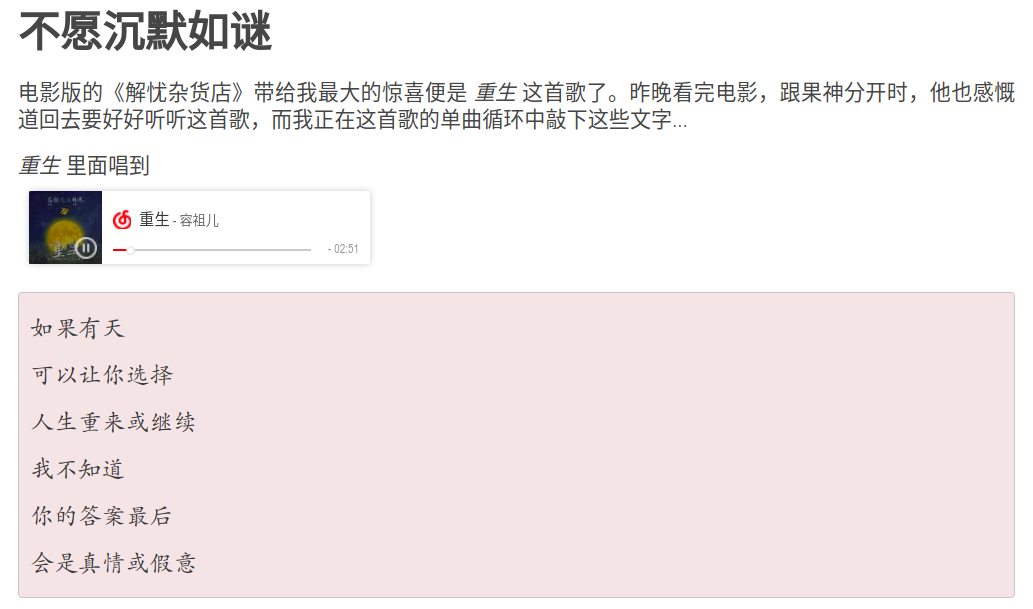 不愿沉默如谜
电影版的《解忧杂货店》带给我最大的惊喜便是 重生 这首歌了。昨晚看完电影，跟果神分开时，他也感慨
道回去要好好听听这首歌，而我正在这首歌的单曲循环中敲下这些文字...
重生 里面唱到
重生 - 容祖儿
- 02:51
如果有天
可以让你选择
人生重来或继续
我不知道
你的答案最后
会是真情或假意